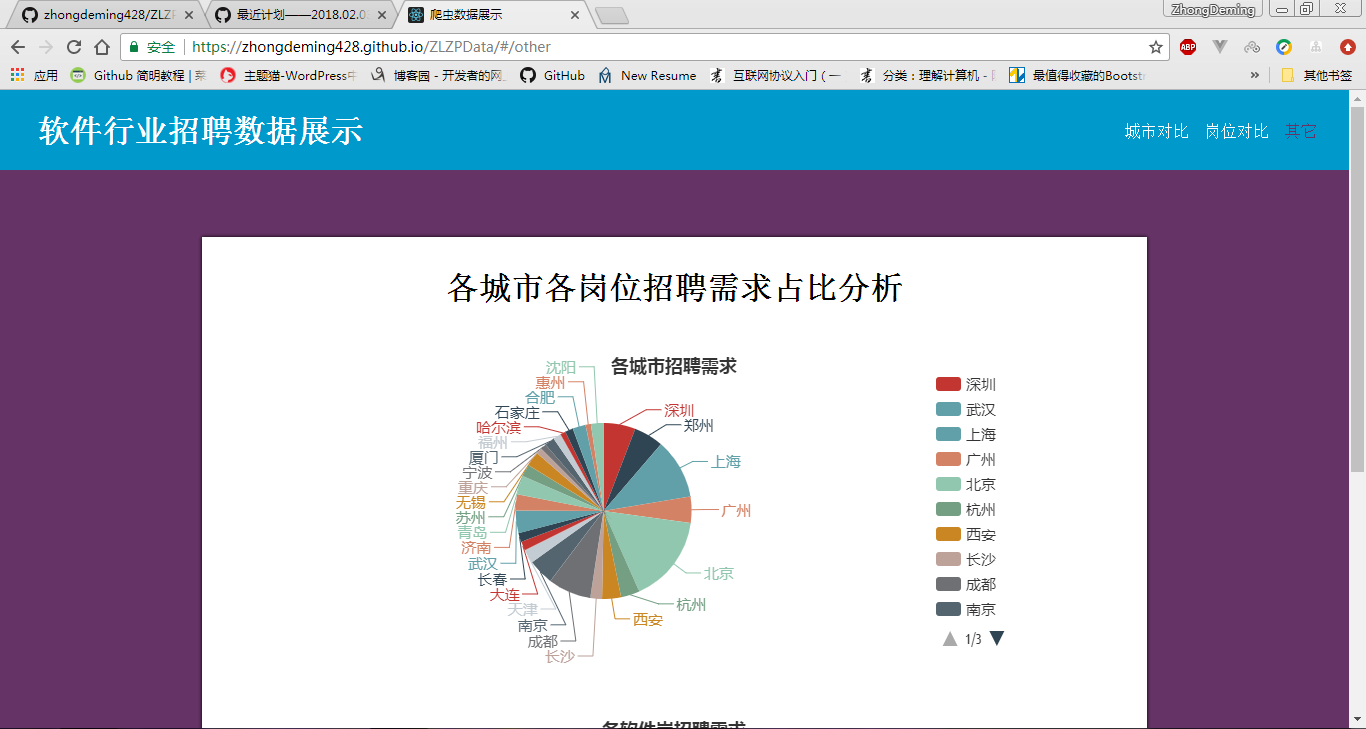 zhongdeming428/ZLZP
最近计划——2018.02.0
爬虫数据展示
ZhongDeming
安全
https://zhongdeming428.github.io/ZLZPData/#/other
ABP
应用
Github 简明教程 | 菜
主题猫-WordPress中
博客园 - 开发者的网
GitHub
New Resume
互联网协议入门（一
分类：理解计算机 -
最值得收藏的Bootstr
»
其他书签
软件行业招聘数据展示
城市对比
岗位对比
其它
各城市各岗位招聘需求占比分析
各城市招聘需求
沈阳
惠州
合肥
石家庄
哈尔滨
福州
厦门
宁波
重庆
无锡
苏州
青岛
济南
武汉
长春
大连
天津
南京
成都
长沙
深圳
郑州
上海
广州
北京
杭州
西安
深圳
武汉
上海
广州
北京
杭州
西安
长沙
成都
南京
1/3
各软件岗招聘需求